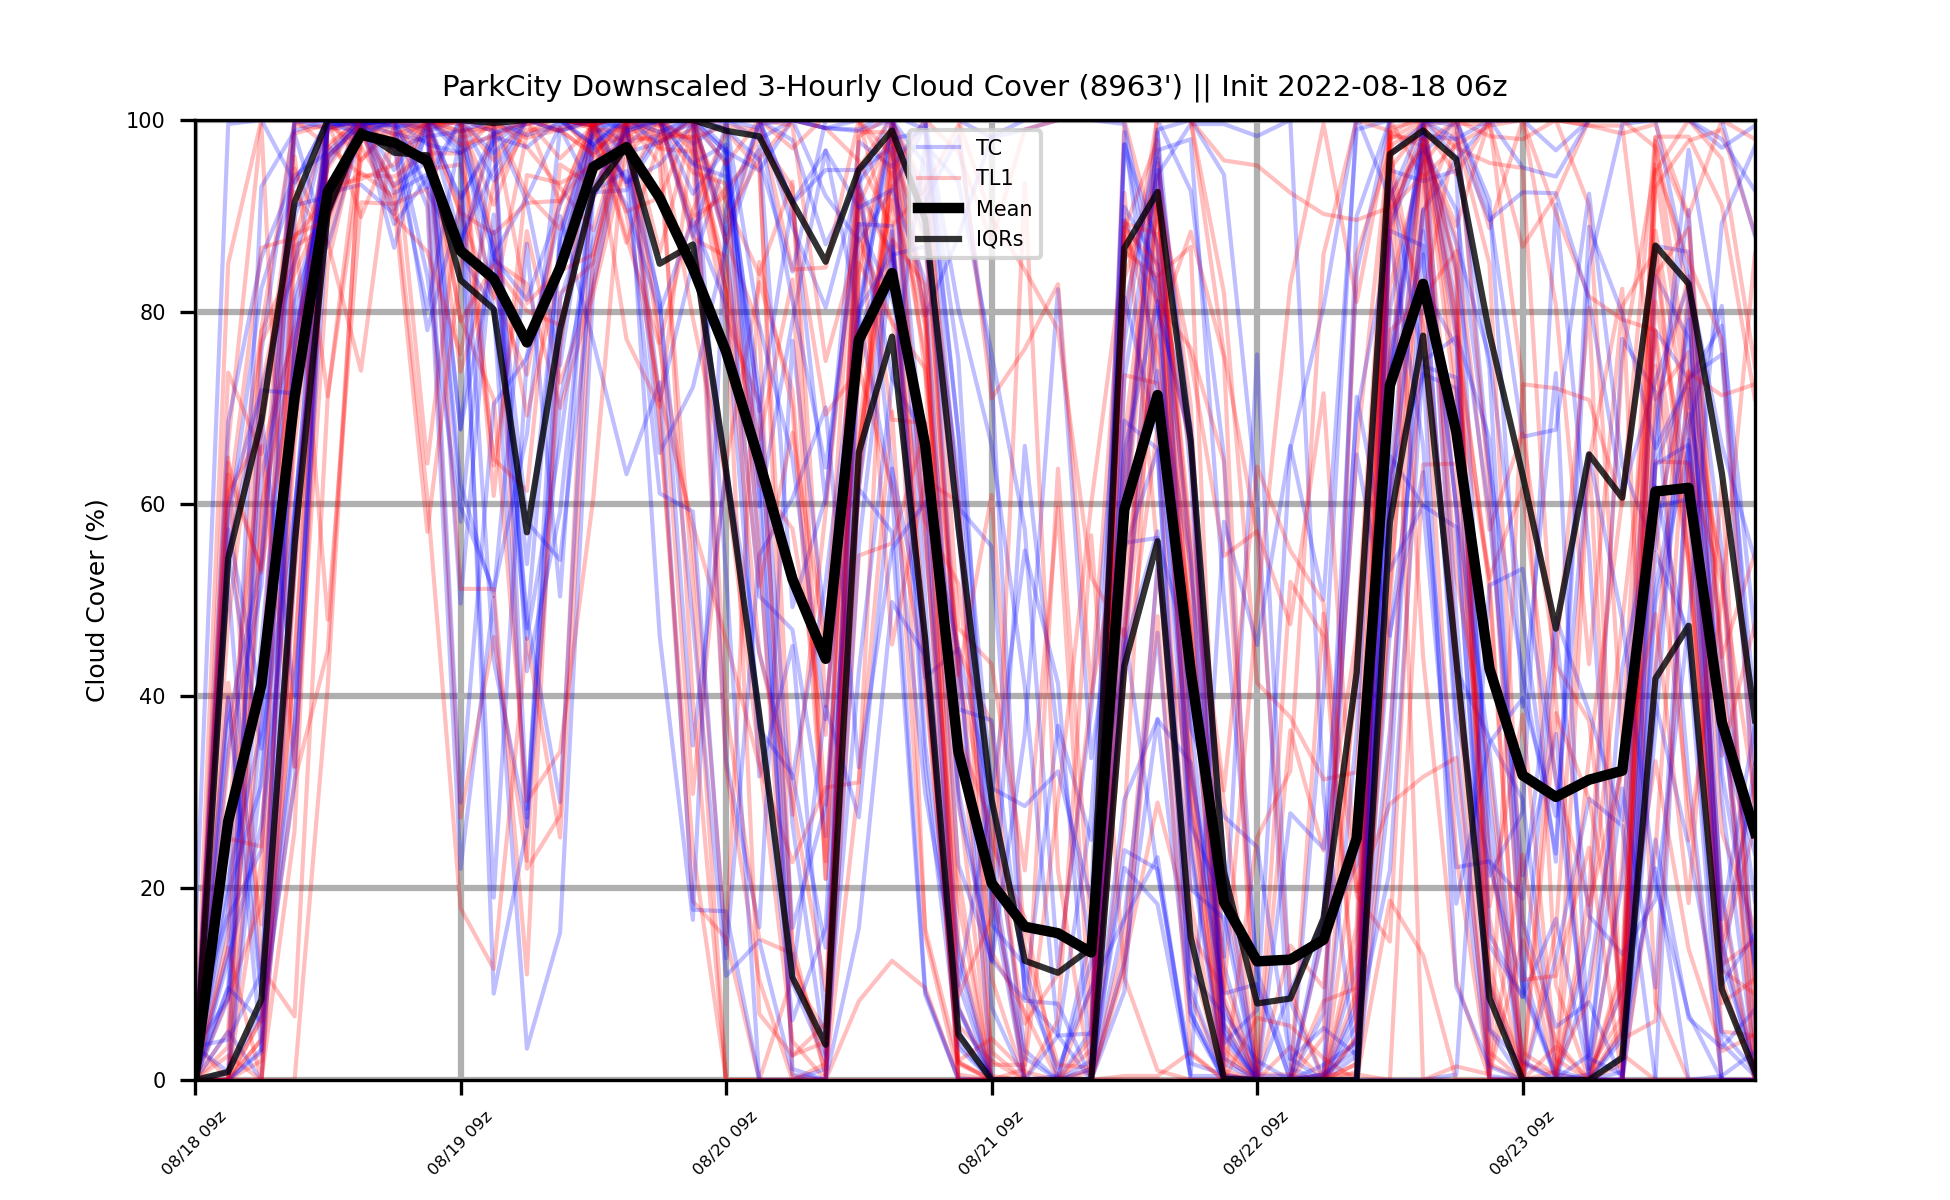 ParkCity Downscaled 3-Hourly Cloud Cover (8963') || Init 2022-08-18 06z
TC
TL1
Mean
IQRs
Cloud Cover (%)
100
80
60
40
20
0
08/18 09z
08/19 09z
08/20 09z
08/21 09z
08/22 09z
08/23 09z